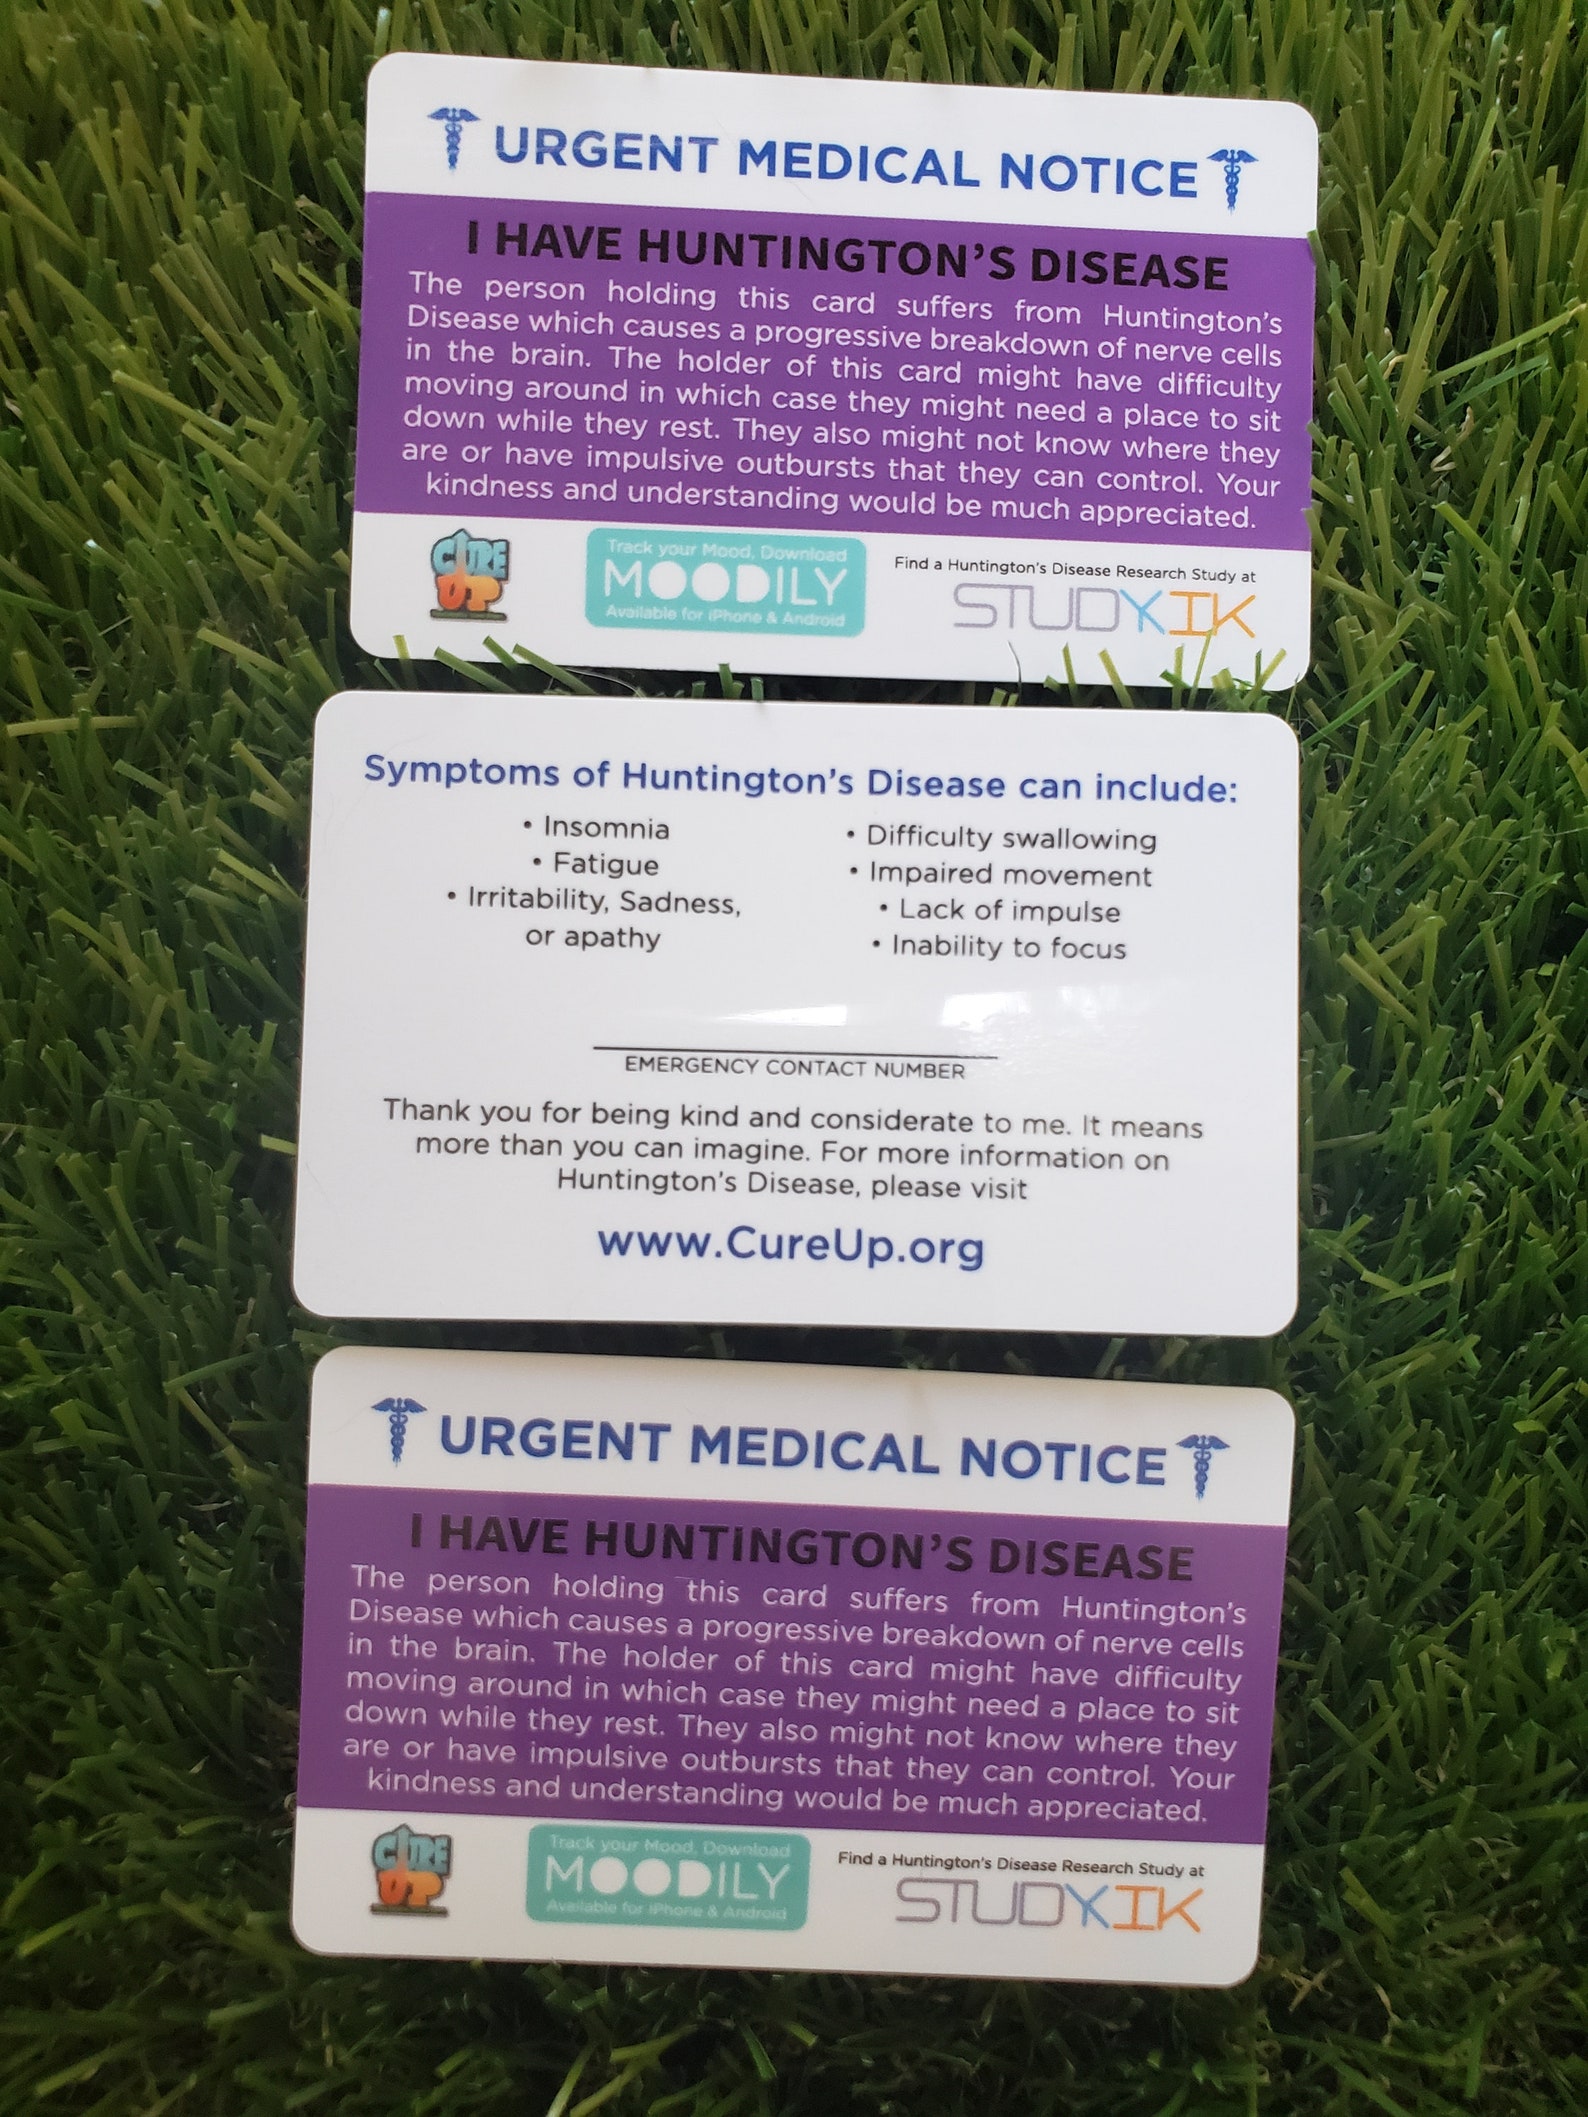 URGENT MEDICAL NOTICE
I HAVE HUNTINGTON'S DISEASE
The person holding this card suffers from Huntington's
Disease which causes a progressive breakdown of nerve cells
in the brain. The holder of this card might have difficulty
moving around in which case they might need a place to sit
down while they rest. They also might not know where they
are or have impulsive outbursts that they can control. Your
kindness and understanding would be much appreciated.
CURE
UP
Track your Mood, Download
MOODILY
Available for iPhone & Android
Find a Huntington's Disease Research Study at
STUDYKIK
Symptoms of Huntington's Disease can include:
• Insomnia
• Fatigue
• Irritability, Sadness,
or apathy
• Difficulty swallowing
• Impaired movement
• Lack of impulse
• Inability to focus
EMERGENCY CONTACT NUMBER
Thank you for being kind and considerate to me. It means
more than you can imagine. For more information on
Huntington's Disease, please visit
www.CureUp.org
URGENT MEDICAL NOTICE
I HAVE HUNTINGTON'S DISEASE
The person holding this card suffers from Huntington's
Disease which causes a progressive breakdown of nerve cells
in the brain. The holder of this card might have difficulty
moving around in which case they might need a place to sit
down while they rest. They also might not know where they
are or have impulsive outbursts that they can control. Your
kindness and understanding would be much appreciated.
CURE
UP
Track your Mood, Download
MOODILY
Available for iPhone & Android
Find a Huntington's Disease Research Study at
STUDYKIK